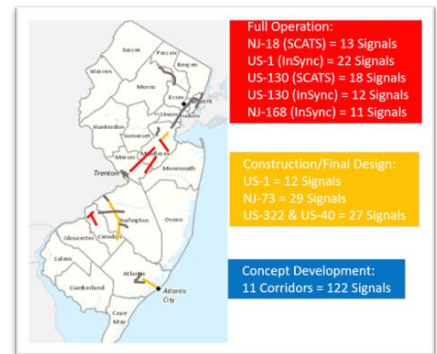 Full Operation:
NJ-18 (SCATS) = 13 Signals
US-1 (InSync) = 22 Signals
US-130 (SCATS) = 18 Signals
US-130 (InSync) = 12 Signals
NJ-168 (InSync) = 11 Signals
Construction/Final Design:
US-1 = 12 Signals
NJ-73 = 29 Signals
US-322 & US-40 = 27 Signals
Concept Development:
11 Corridors = 122 Signals
Sussex
Passaic
Bergen
Warren
Morris
Essex
Union
Hunterdon
Somerset
Mercer
Monmouth
Trenton
Ocean
Burlington
Camden
Gloucester
Salem
Atlantic
Cumberland
Atlantic
City
Cape
May